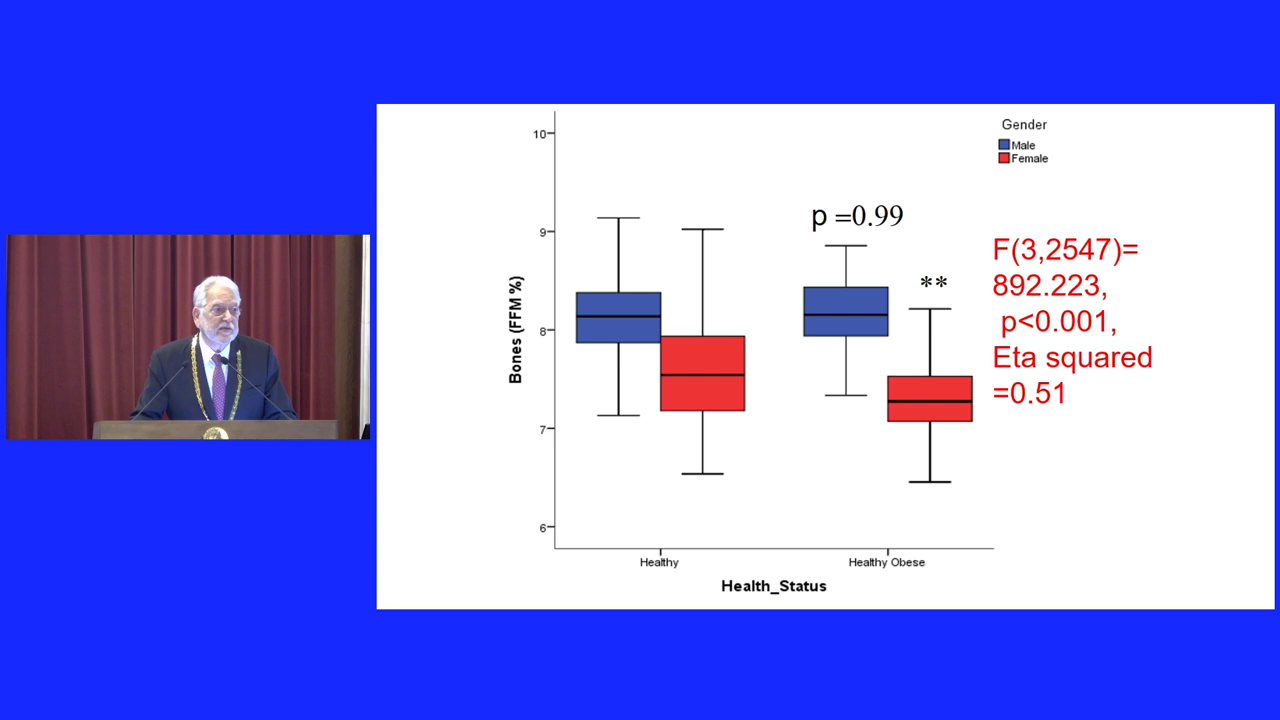 Gender
Male
Female
10
9
8
7
6
Bones (FFM %)
p =0.99
**
F(3,2547)=
892.223,
p<0.001,
Eta squared
=0.51
Healthy
Healthy Obese
Health_Status